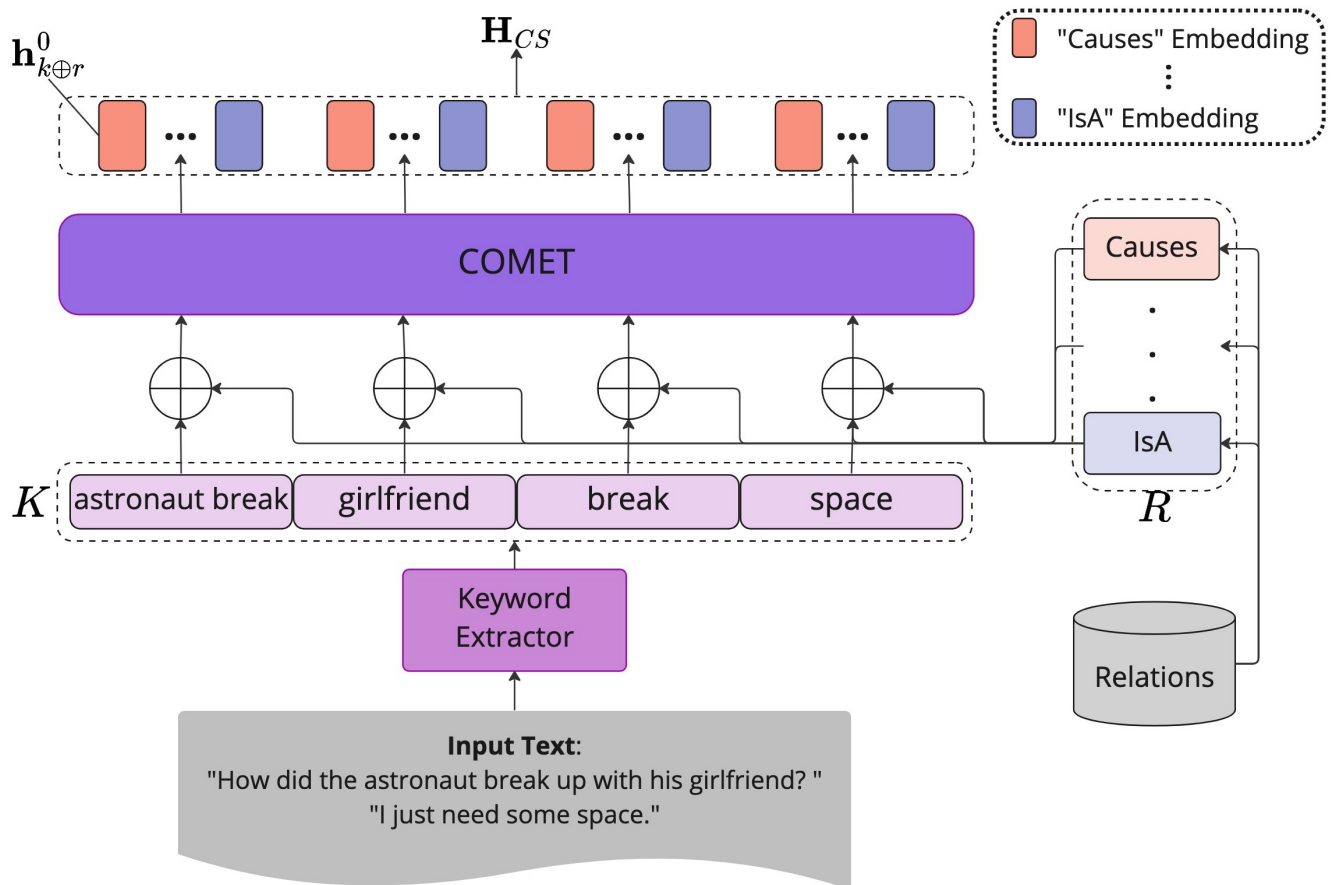 H_{CS}
h^0_{k⊕r}
"Causes" Embedding
"IsA" Embedding
COMET
Causes
IsA
R
K
astronaut break
girlfriend
break
space
Keyword
Extractor
Relations
Input Text:
"How did the astronaut break up with his girlfriend? "
"I just need some space."